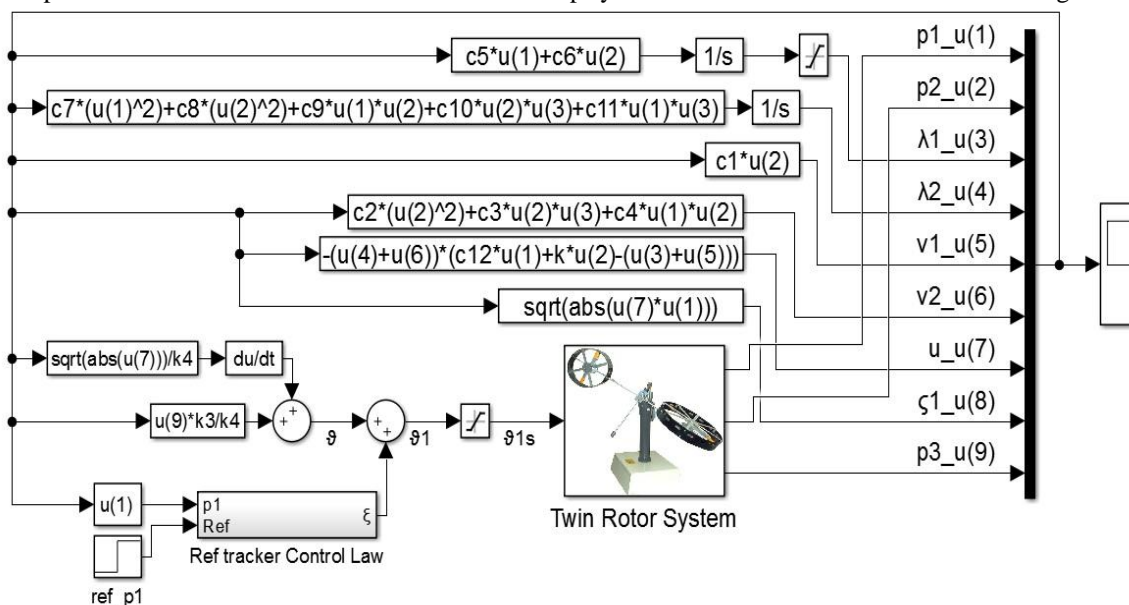 p1_u(1)
c5*u(1)+c6*u(2)
1/s
p2_u(2)
c7*(u(1)^2)+c8*(u(2)^2)+c9*u(1)*u(2)+c10*u(2)*u(3)+c11*u(1)*u(3)
1/s
λ1_u(3)
c1*u(2)
λ2_u(4)
c2*(u(2)^2)+c3*u(2)*u(3)+c4*u(1)*u(2)
v1_u(5)
-(u(4)+u(6))*(c12*u(1)+k*u(2)-(u(3)+u(5)))
v2_u(6)
sqrt(abs(u(7)*u(1)))
u_u(7)
sqrt(abs(u(7)))/k4
du/dt
ς1_u(8)
u(9)*k3/k4
+
+
ϑ
+
+
ϑ1
ϑ1s
p3_u(9)
u(1)
p1
Ref
ξ
Twin Rotor System
Ref tracker Control Law
ref_p1